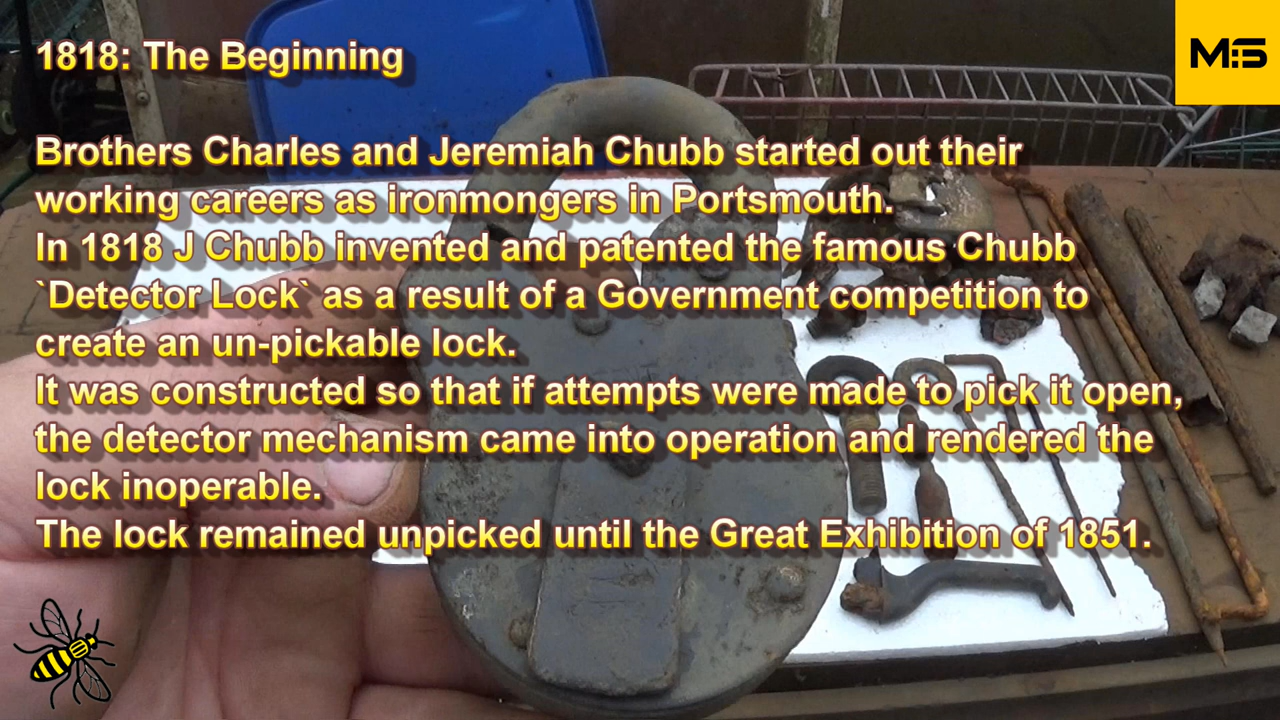 1818: The Beginning
M:S
Brothers Charles and Jeremiah Chubb started out their
working careers as ironmongers in Portsmouth.
In 1818 J Chubb invented and patented the famous Chubb
`Detector Lock` as a result of a Government competition to
create an un-pickable lock.
It was constructed so that if attempts were made to pick it open,
the detector mechanism came into operation and rendered the
lock inoperable.
The lock remained unpicked until the Great Exhibition of 1851.